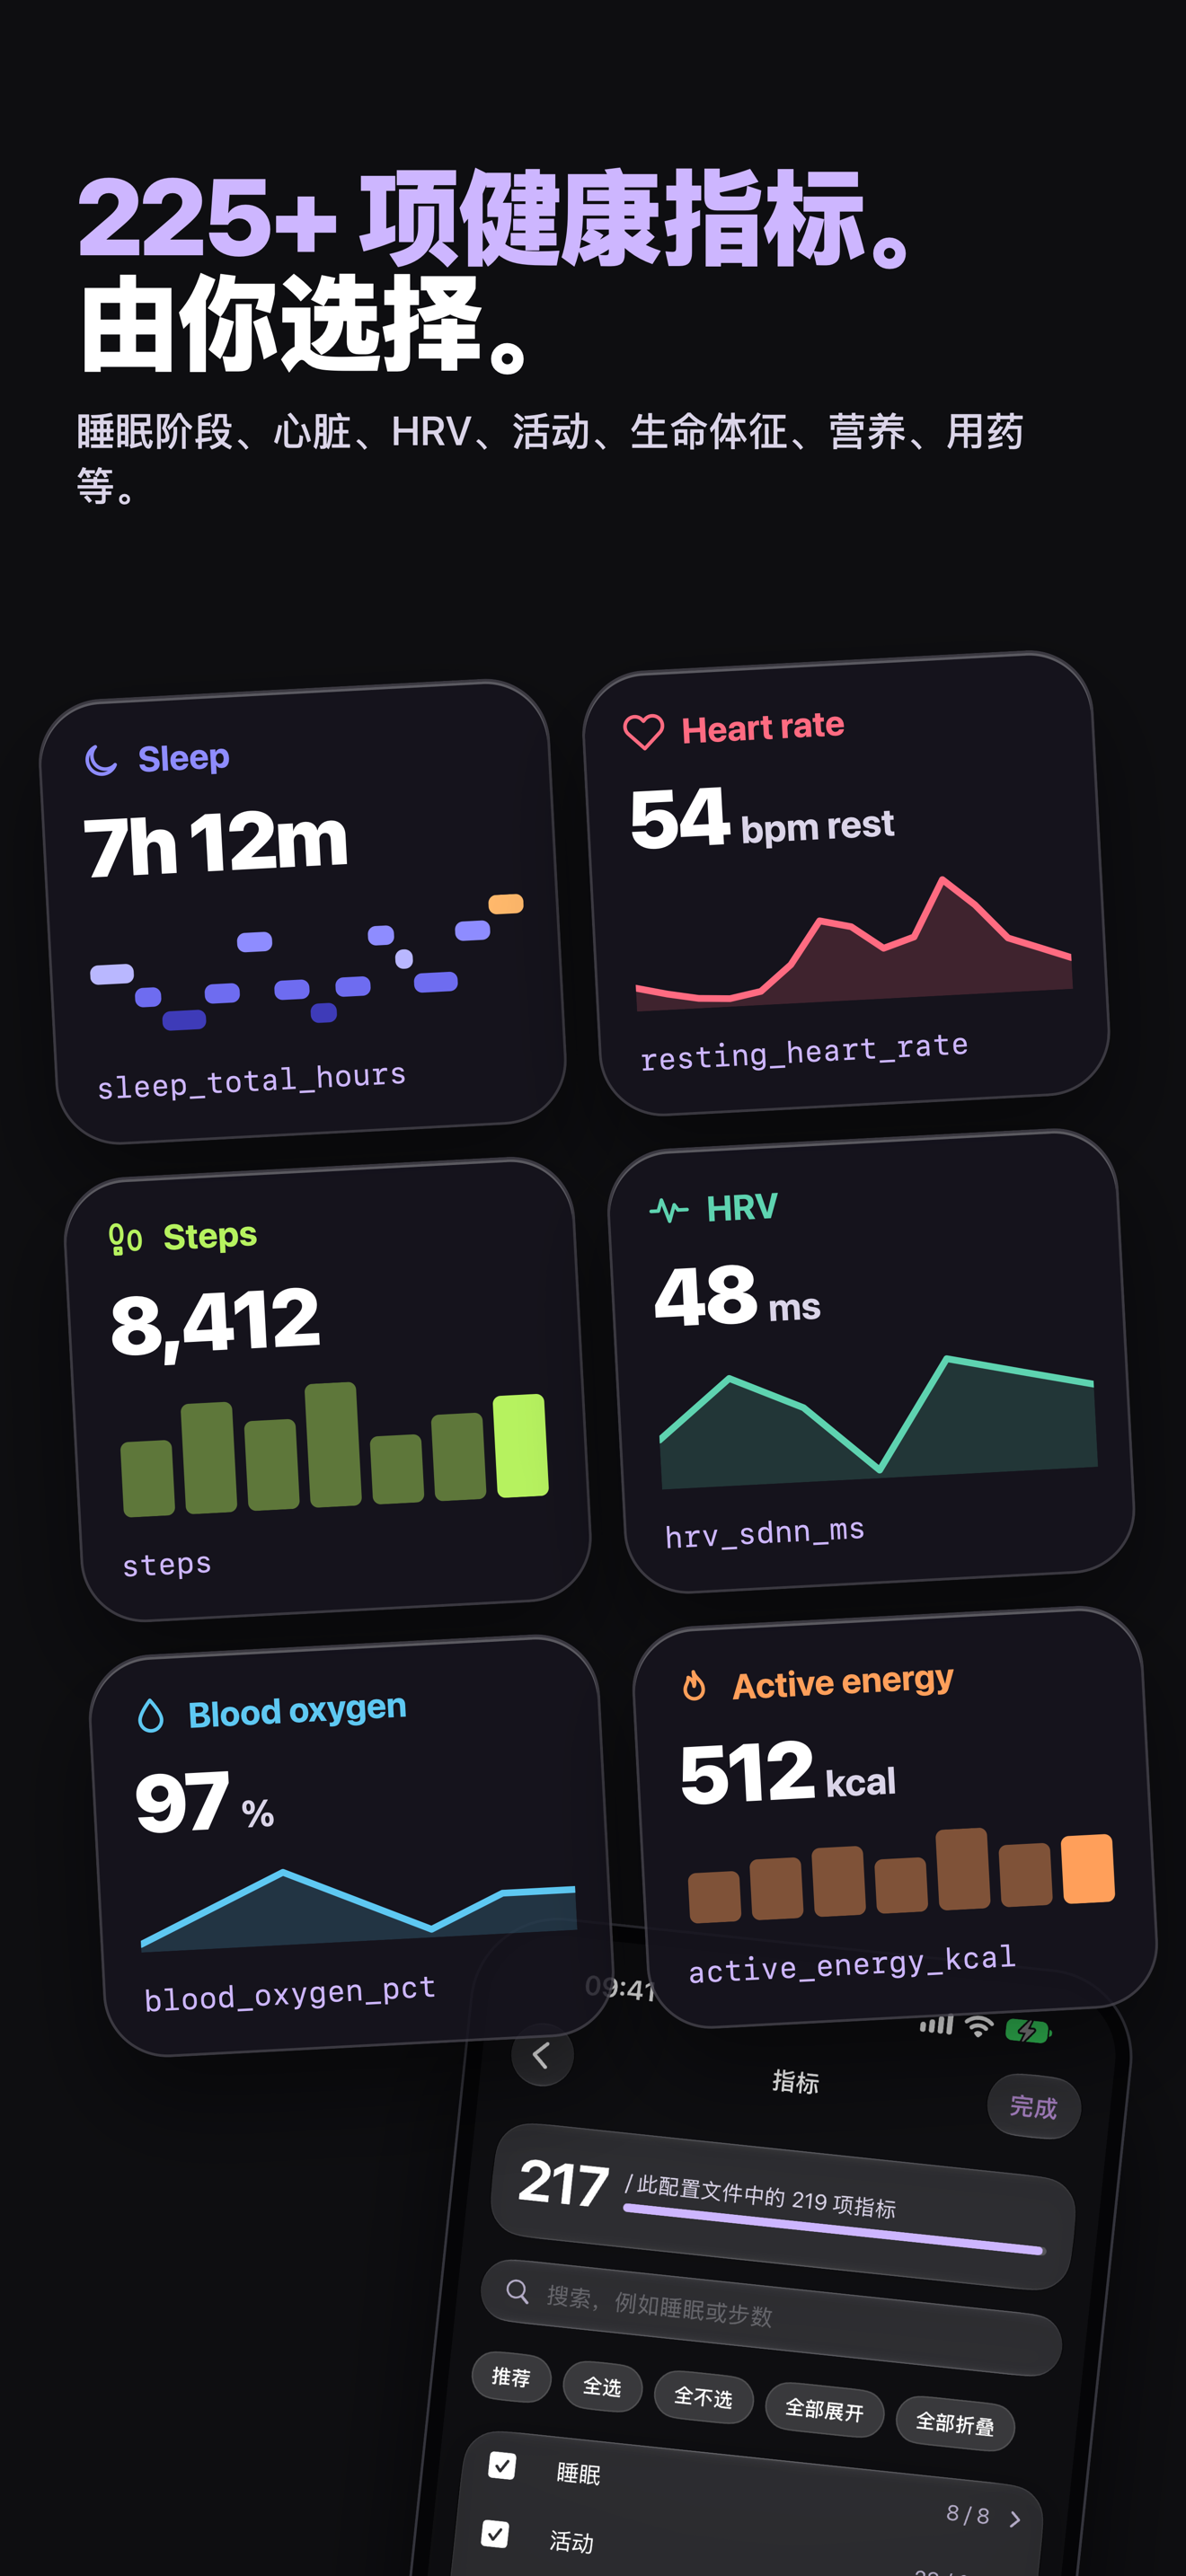 225+ 项健康指标。
由你选择。
睡眠阶段、心脏、HRV、活动、生命体征、营养、用药
等。
Sleep
7h 12m
sleep_total_hours
Heart rate
54 bpm rest
resting_heart_rate
Steps
8,412
steps
HRV
48 ms
hrv_sdnn_ms
Blood oxygen
97 %
blood_oxygen_pct
Active energy
512 kcal
active_energy_kcal
09:41
指标
完成
217 / 此配置文件中的 219 项指标
搜索，例如睡眠或步数
推荐
全选
全不选
全部展开
全部折叠
睡眠
8 / 8
活动